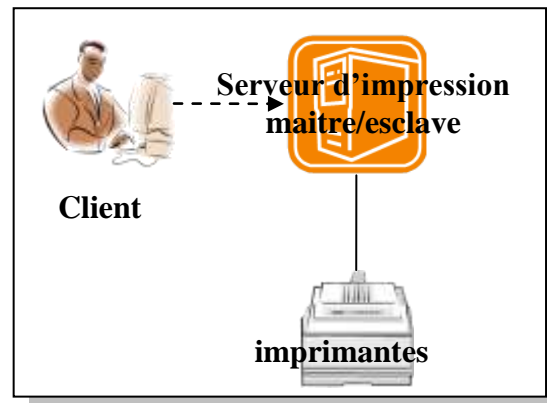 Serveur d’impression
maitre/esclave
Client
imprimantes